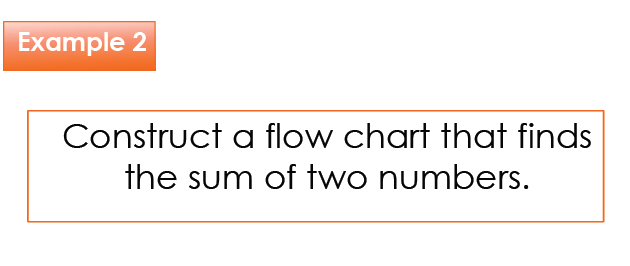 Example 2
Construct a flow chart that finds
the sum of two numbers.